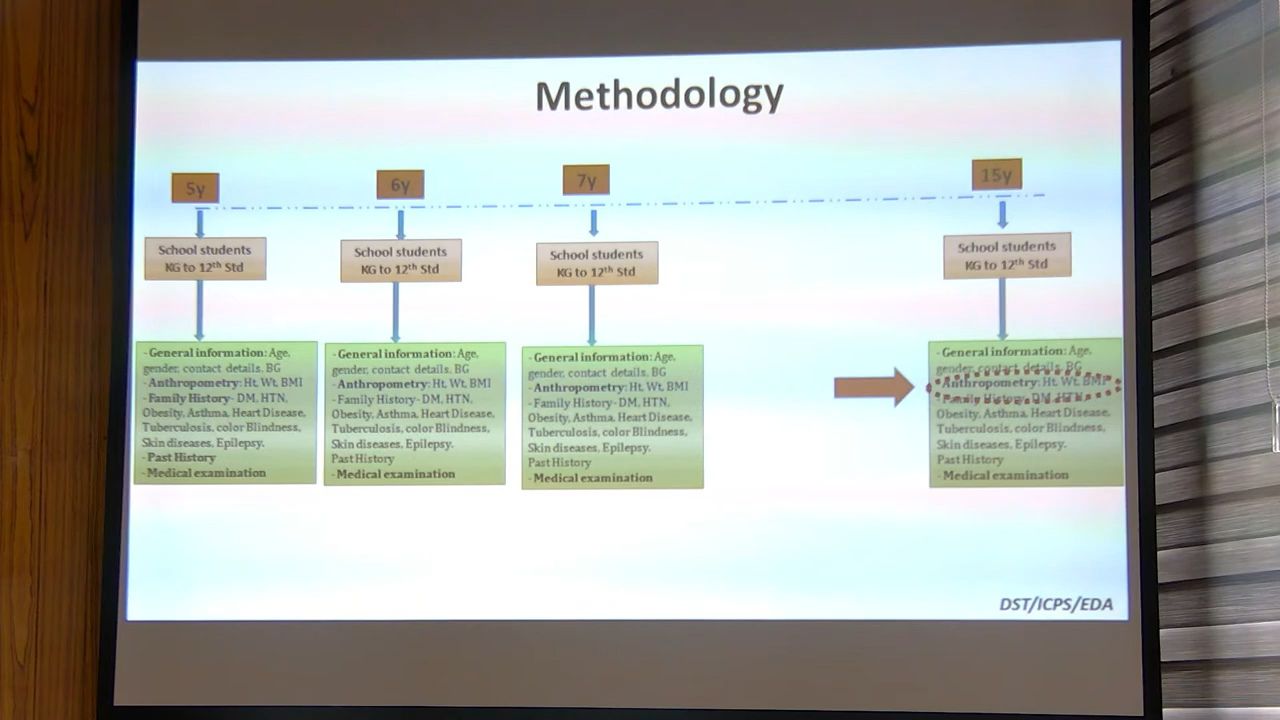 Methodology
5y
School students
KG to 12th Std
- General information: Age,
gender, contact details, BG
- Anthropometry: Ht, Wt, BMI
- Family History- DM, HTN,
Obesity, Asthma, Heart Disease,
Tuberculosis, color Blindness,
Skin diseases, Epilepsy.
- Past History
- Medical examination
6y
School students
KG to 12th Std
- General information: Age,
gender, contact details, BG
- Anthropometry: Ht, Wt, BMI
- Family History- DM, HTN,
Obesity, Asthma, Heart Disease,
Tuberculosis, color Blindness,
Skin diseases, Epilepsy.
Past History
- Medical examination
7y
School students
KG to 12th Std
- General information: Age,
gender, contact details, BG
- Anthropometry: Ht, Wt, BMI
- Family History- DM, HTN,
Obesity, Asthma, Heart Disease,
Tuberculosis, color Blindness,
Skin diseases, Epilepsy.
Past History
- Medical examination
15y
School students
KG to 12th Std
- General information: Age,
gender, contact details, BG
- Anthropometry: Ht, Wt, BMI
- Family History- DM, HTN,
Obesity, Asthma, Heart Disease,
Tuberculosis, color Blindness,
Skin diseases, Epilepsy.
Past History
- Medical examination
DST/ICPS/EDA